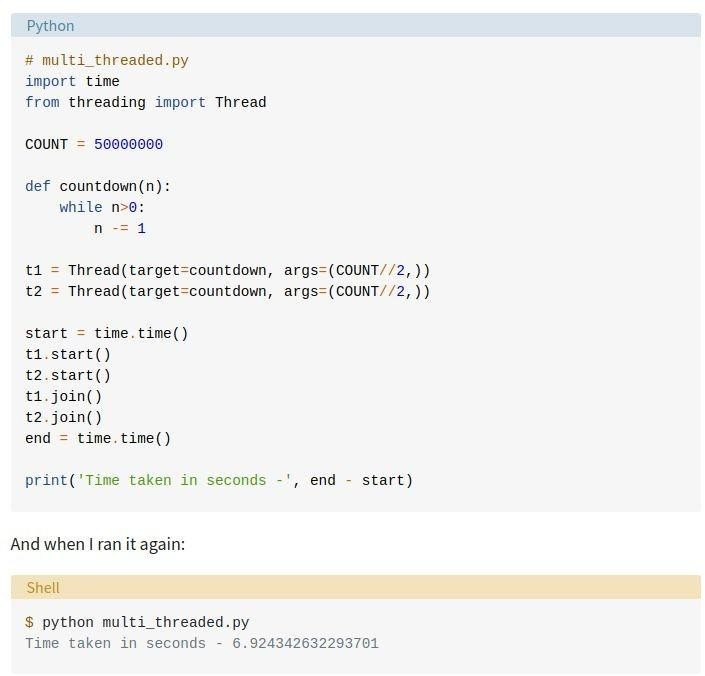 Python
# multi_threaded.py
import time
from threading import Thread

COUNT = 50000000

def countdown(n):
    while n>0:
        n -= 1

t1 = Thread(target=countdown, args=(COUNT//2,))
t2 = Thread(target=countdown, args=(COUNT//2,))

start = time.time()
t1.start()
t2.start()
t1.join()
t2.join()
end = time.time()

print('Time taken in seconds -', end - start)
And when I ran it again:
Shell
$ python multi_threaded.py
Time taken in seconds - 6.924342632293701